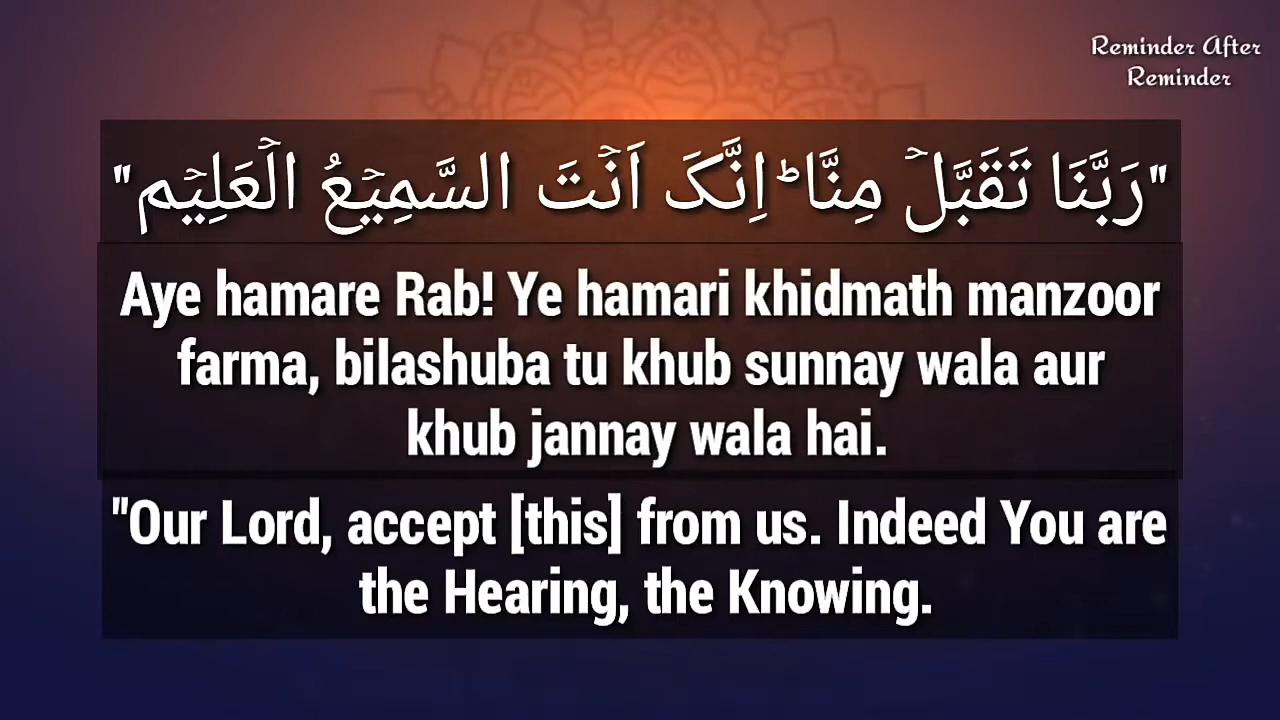 Reminder After
Reminder
"رَبَّنَا تَقَبَّلۡ مِنَّا ؕ اِنَّکَ اَنۡتَ السَّمِیۡعُ الۡعَلِیۡم"
Aye hamare Rab! Ye hamari khidmath manzoor
farma, bilashuba tu khub sunnay wala aur
khub jannay wala hai.
"Our Lord, accept [this] from us. Indeed You are
the Hearing, the Knowing.